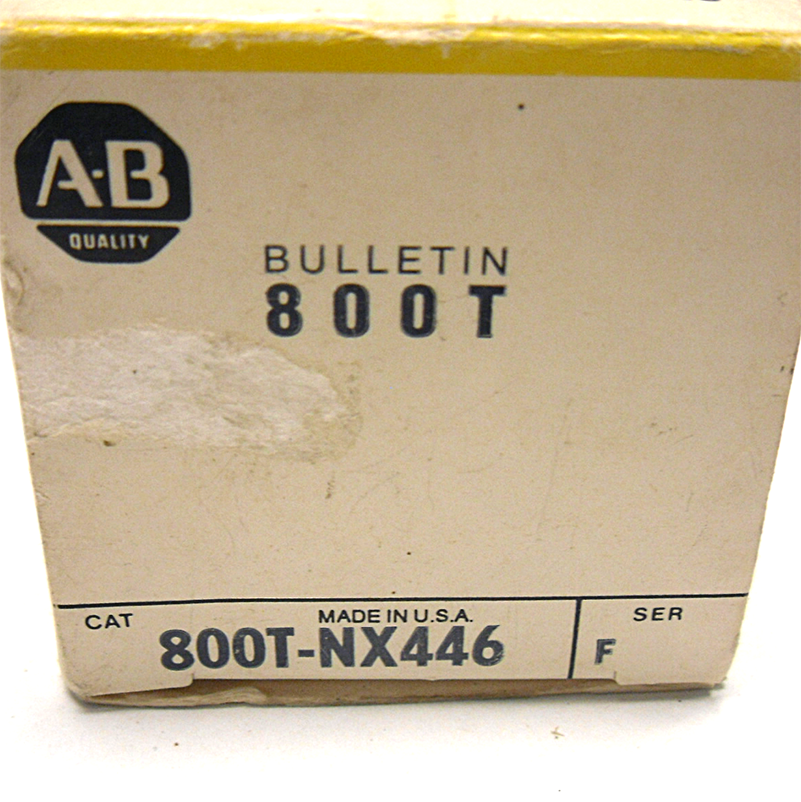 A-B
QUALITY
BULLETIN
800T
CAT
MADE IN U.S.A.
800T-NX446
SER
F